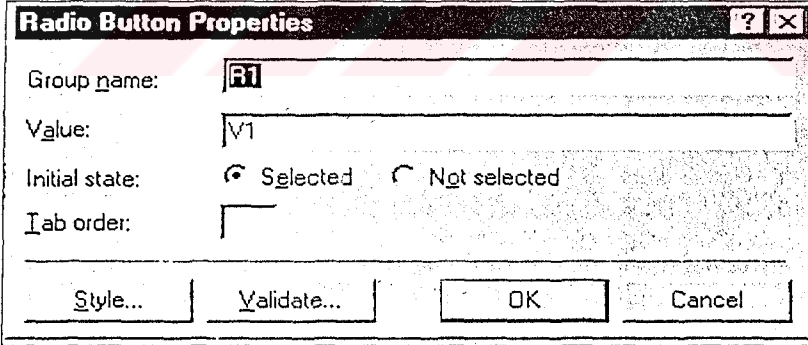 Radio Button Properties
Group name: R1
Value: V1
Initial state: Selected Not selected
Tab order:
Style... Validate... OK Cancel